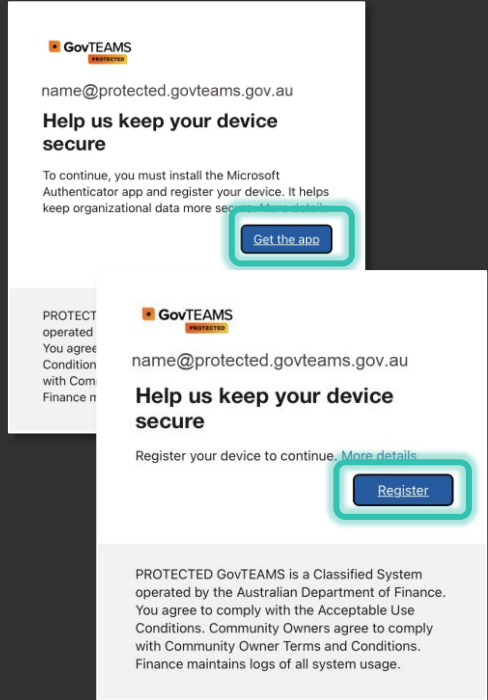 GovTEAMS
PROTECTED
name@protected.govteams.gov.au
Help us keep your device
secure
To continue, you must install the Microsoft
Authenticator app and register your device. It helps
keep organizational data more secure. More details
Get the app
PROTECT
operated
You agree
Condition
with Com
Finance m
GovTEAMS
PROTECTED
name@protected.govteams.gov.au
Help us keep your device
secure
Register your device to continue. More details
Register
PROTECTED GovTEAMS is a Classified System
operated by the Australian Department of Finance.
You agree to comply with the Acceptable Use
Conditions. Community Owners agree to comply
with Community Owner Terms and Conditions.
Finance maintains logs of all system usage.